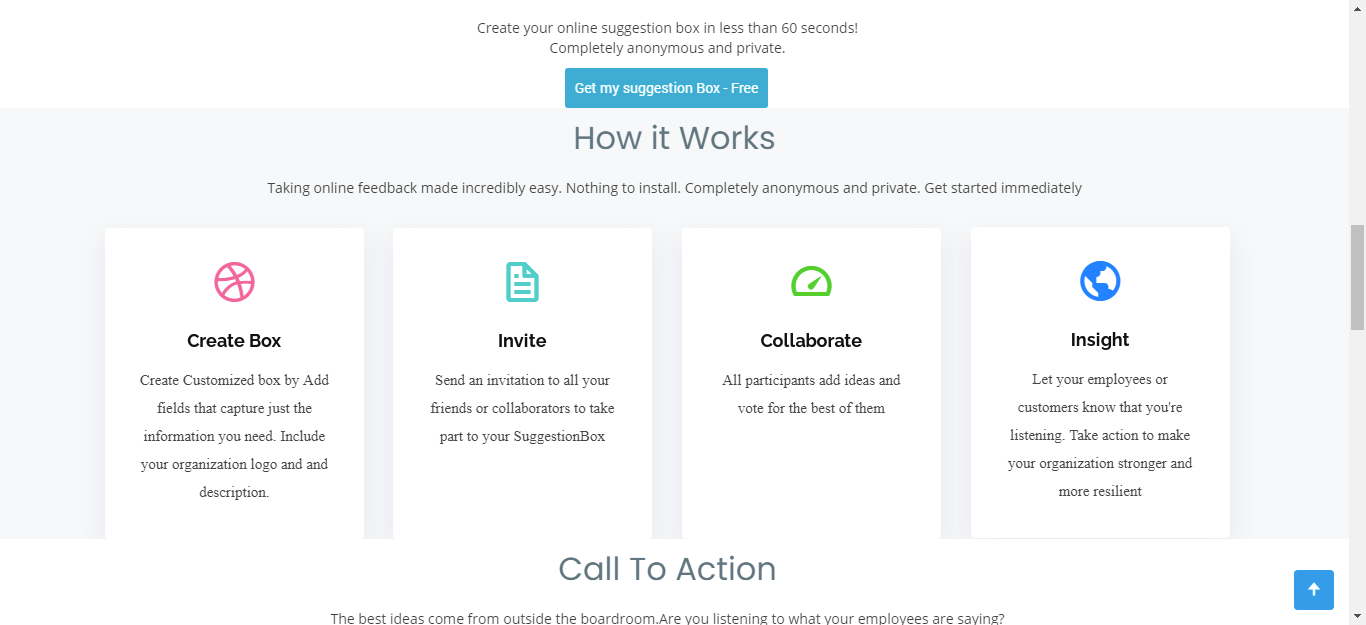 Create your online suggestion box in less than 60 seconds!
Completely anonymous and private.
Get my suggestion Box - Free
How it Works
Taking online feedback made incredibly easy. Nothing to install. Completely anonymous and private. Get started immediately
Create Box
Create Customized box by Add
fields that capture just the
information you need. Include
your organization logo and and
description.
Invite
Send an invitation to all your
friends or collaborators to take
part to your SuggestionBox
Collaborate
All participants add ideas and
vote for the best of them
Insight
Let your employees or
customers know that you're
listening. Take action to make
your organization stronger and
more resilient
Call To Action
The best ideas come from outside the boardroom.Are you listening to what your employees are saying?